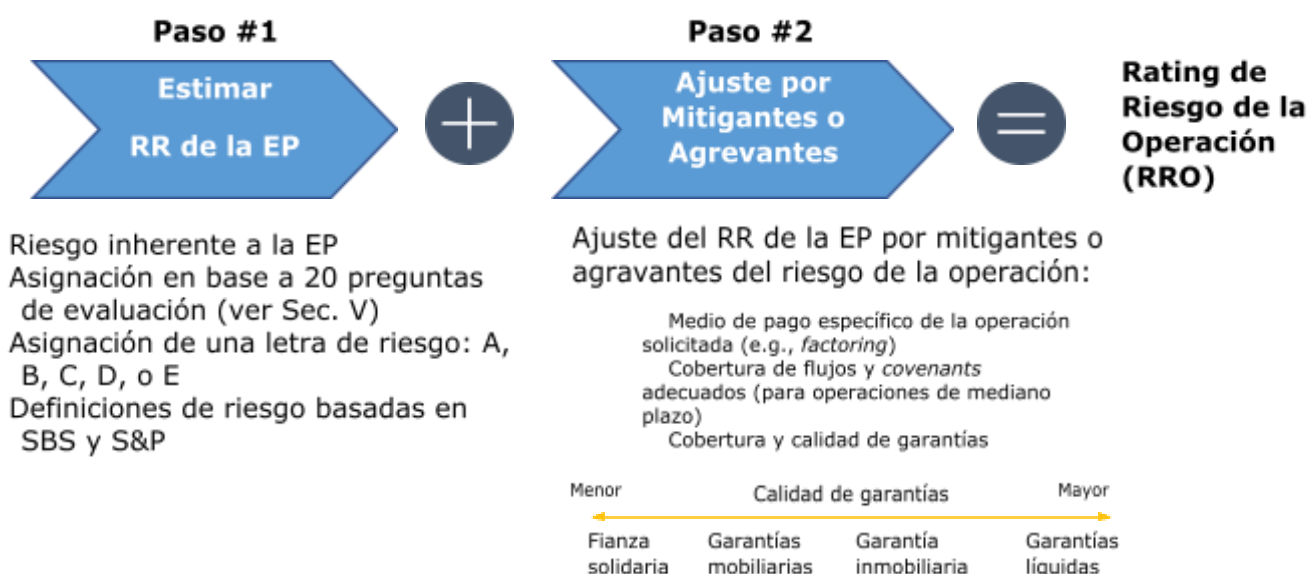 Paso #1
Estimar
RR de la EP
Riesgo inherente a la EP
Asignación en base a 20 preguntas
de evaluación (ver Sec. V)
Asignación de una letra de riesgo: A,
B, C, D, o E
Definiciones de riesgo basadas en
SBS y S&P
Paso #2
Ajuste por
Mitigantes o
Agrevantes
Rating de
Riesgo de la
Operación
(RRO)
Ajuste del RR de la EP por mitigantes o
agravantes del riesgo de la operación:
Medio de pago específico de la operación
solicitada (e.g., factoring)
Cobertura de flujos y covenants
adecuados (para operaciones de mediano
plazo)
Cobertura y calidad de garantías
Menor Calidad de garantías Mayor
Fianza Garantías Garantía Garantías
solidaria mobiliarias inmobiliaria líquidas